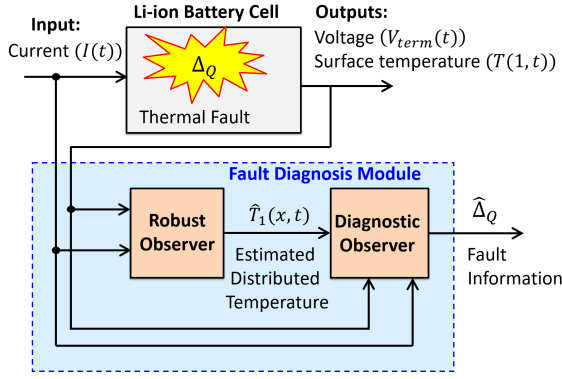 Input:
Current (I(t))
Li-ion Battery Cell
Δ_Q
Thermal Fault
Outputs:
Voltage (V_term(t))
Surface temperature (T(1, t))
Fault Diagnosis Module
Robust
Observer
T̂₁(x, t)
Estimated
Distributed
Temperature
Diagnostic
Observer
Δ̂_Q
Fault
Information